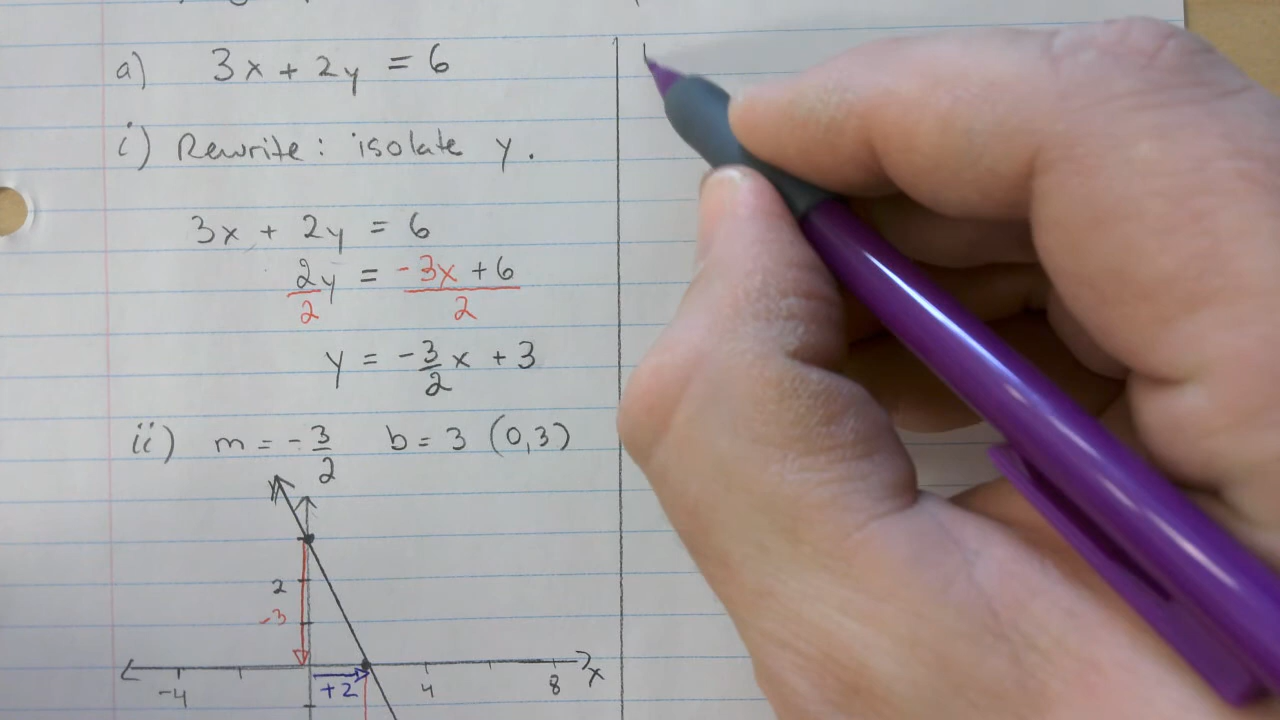 a) 3x + 2y = 6
i) Rewrite: isolate y.
3x + 2y = 6
2y/2 = (-3x + 6)/2
y = -3/2 x + 3
ii) m = -3/2 b = 3 (0,3)
2
-3
-4 +2 4 8 x